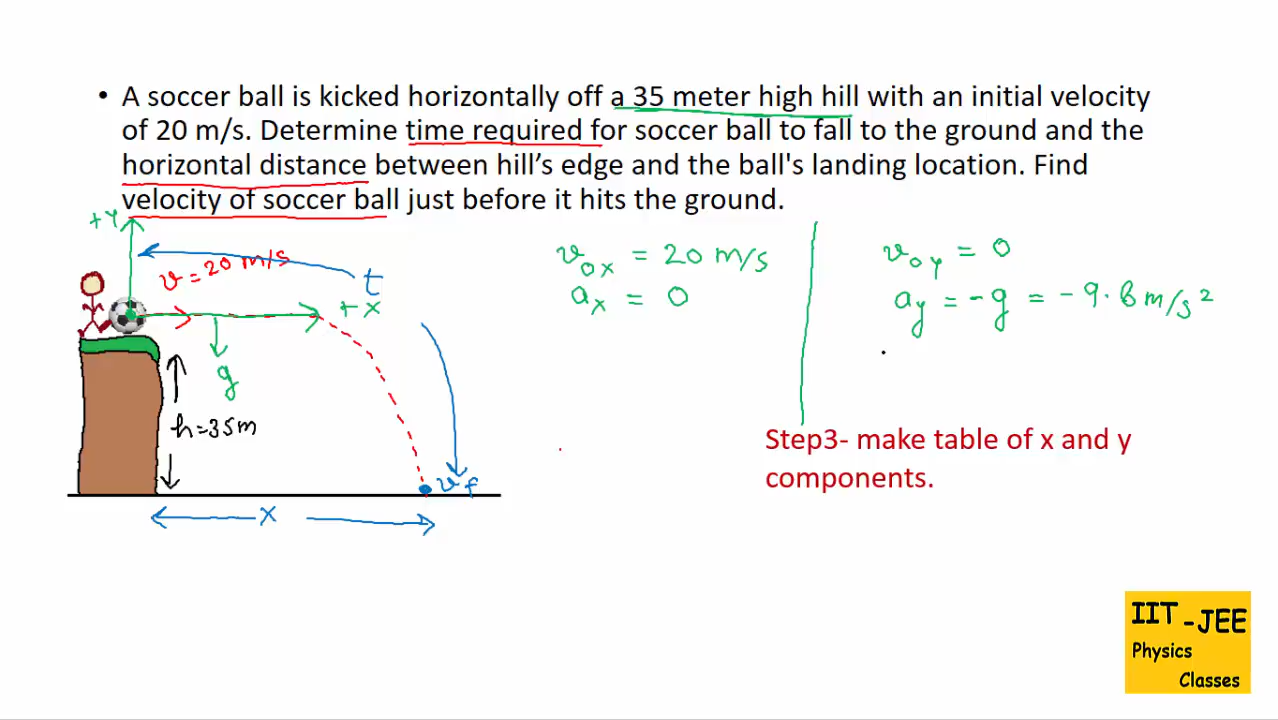 • A soccer ball is kicked horizontally off a 35 meter high hill with an initial velocity
of 20 m/s. Determine time required for soccer ball to fall to the ground and the
horizontal distance between hill’s edge and the ball's landing location. Find
velocity of soccer ball just before it hits the ground.
+Y
v = 20 m/s
t
+ x
g
h=35m
vf
x
vox = 20 m/s
ax = 0
voy = 0
ay = -g = -9.8 m/s2
Step3- make table of x and y
components.
IIT -JEE
Physics
Classes